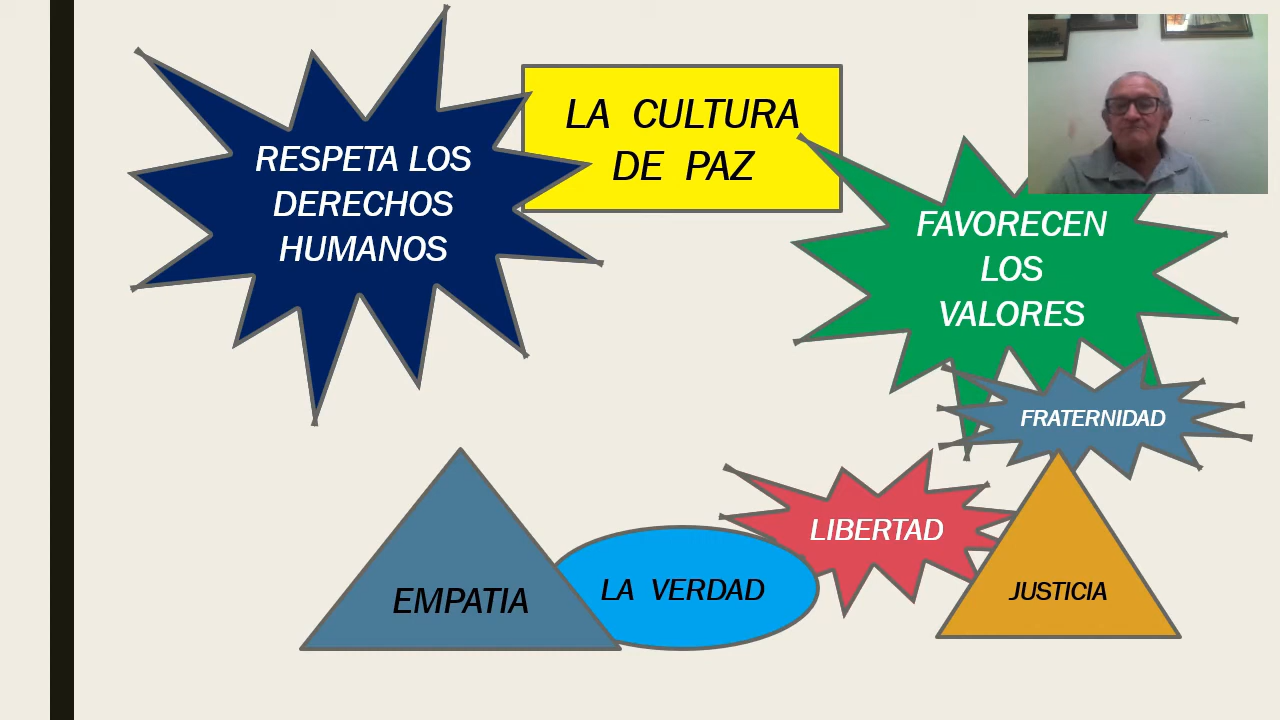 LA CULTURA
DE PAZ
RESPETA LOS
DERECHOS
HUMANOS
FAVORECEN
LOS
VALORES
FRATERNIDAD
LIBERTAD
JUSTICIA
LA VERDAD
EMPATIA